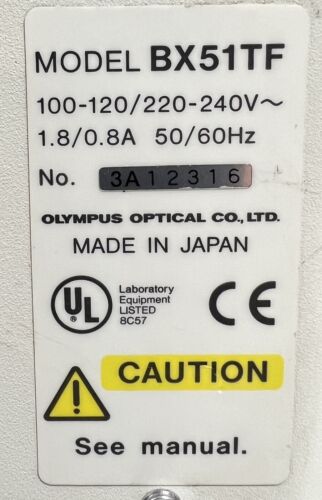 MODEL BX51TF
100-120/220-240V～
1.8/0.8A 50/60Hz
No. 3A12316
OLYMPUS OPTICAL CO., LTD.
MADE IN JAPAN
UL ®
Laboratory
Equipment
LISTED
8C57
CE
! CAUTION
See manual.